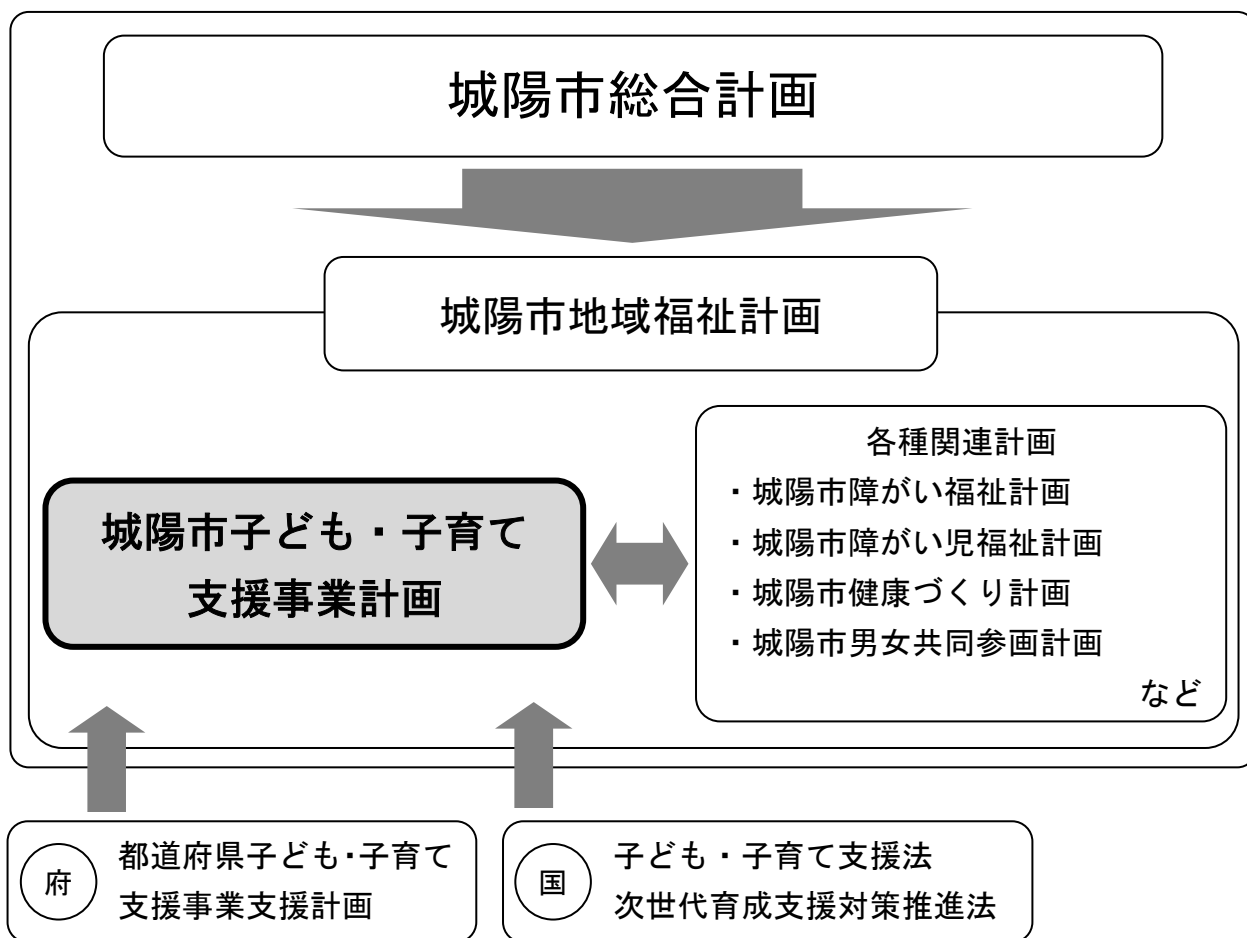 城陽市総合計画
城陽市地域福祉計画
城陽市子ども・子育て
支援事業計画
各種関連計画
・城陽市障がい福祉計画
・城陽市障がい児福祉計画
・城陽市健康づくり計画
・城陽市男女共同参画計画
など
府
都道府県子ども・子育て
支援事業支援計画
国
子ども・子育て支援法
次世代育成支援対策推進法